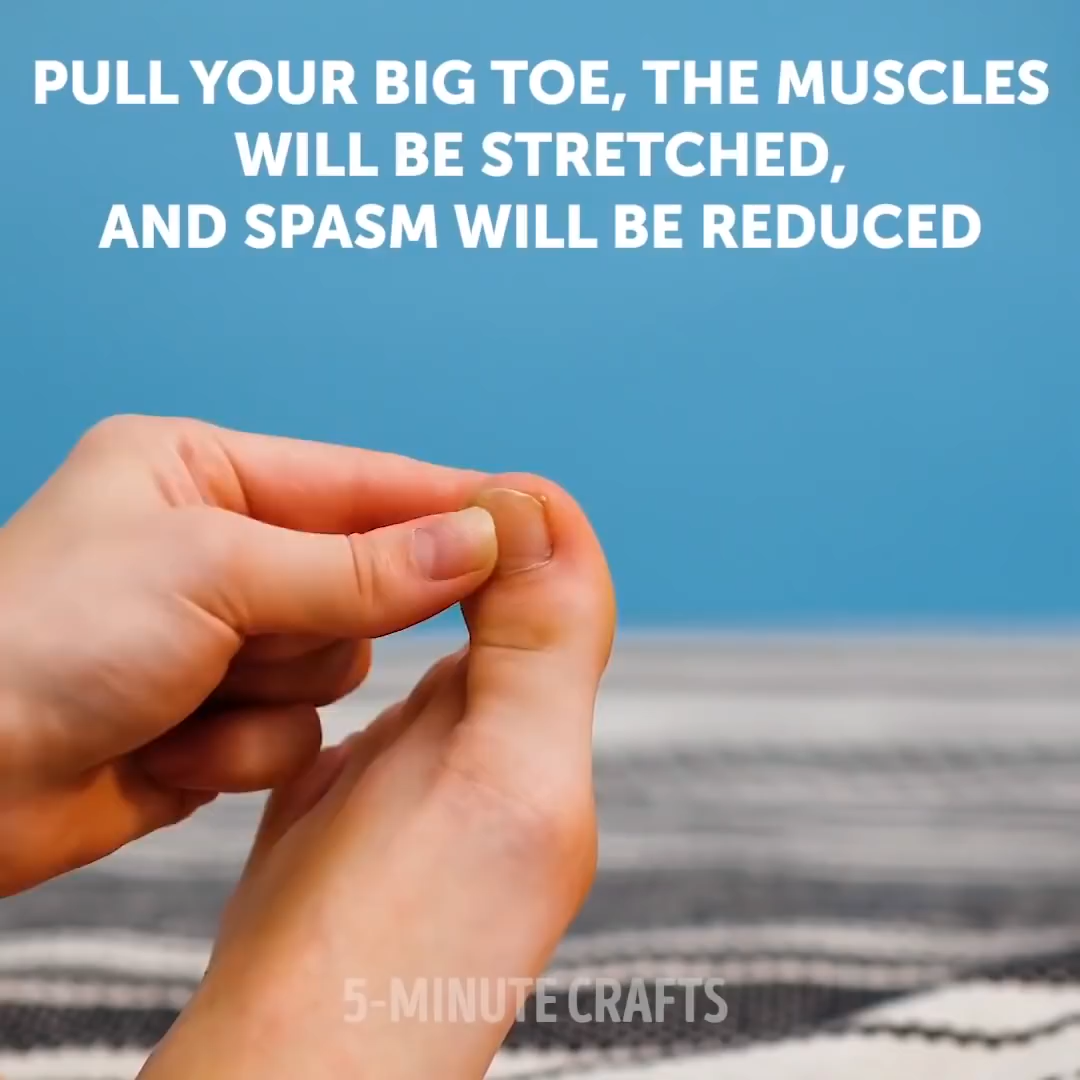 PULL YOUR BIG TOE, THE MUSCLES
WILL BE STRETCHED,
AND SPASM WILL BE REDUCED
5-MINUTE CRAFTS